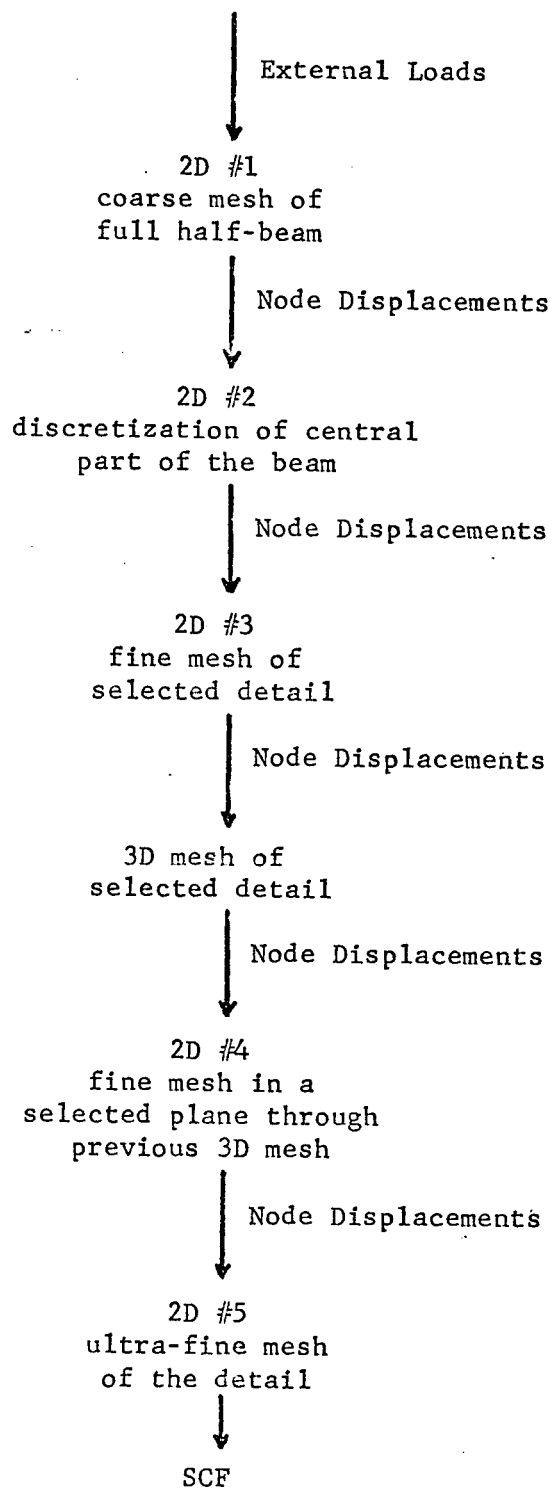 External Loads
2D #1
coarse mesh of
full half-beam
Node Displacements
2D #2
discretization of central
part of the beam
Node Displacements
2D #3
fine mesh of
selected detail
Node Displacements
3D mesh of
selected detail
Node Displacements
2D #4
fine mesh in a
selected plane through
previous 3D mesh
Node Displacements
2D #5
ultra-fine mesh
of the detail
SCF